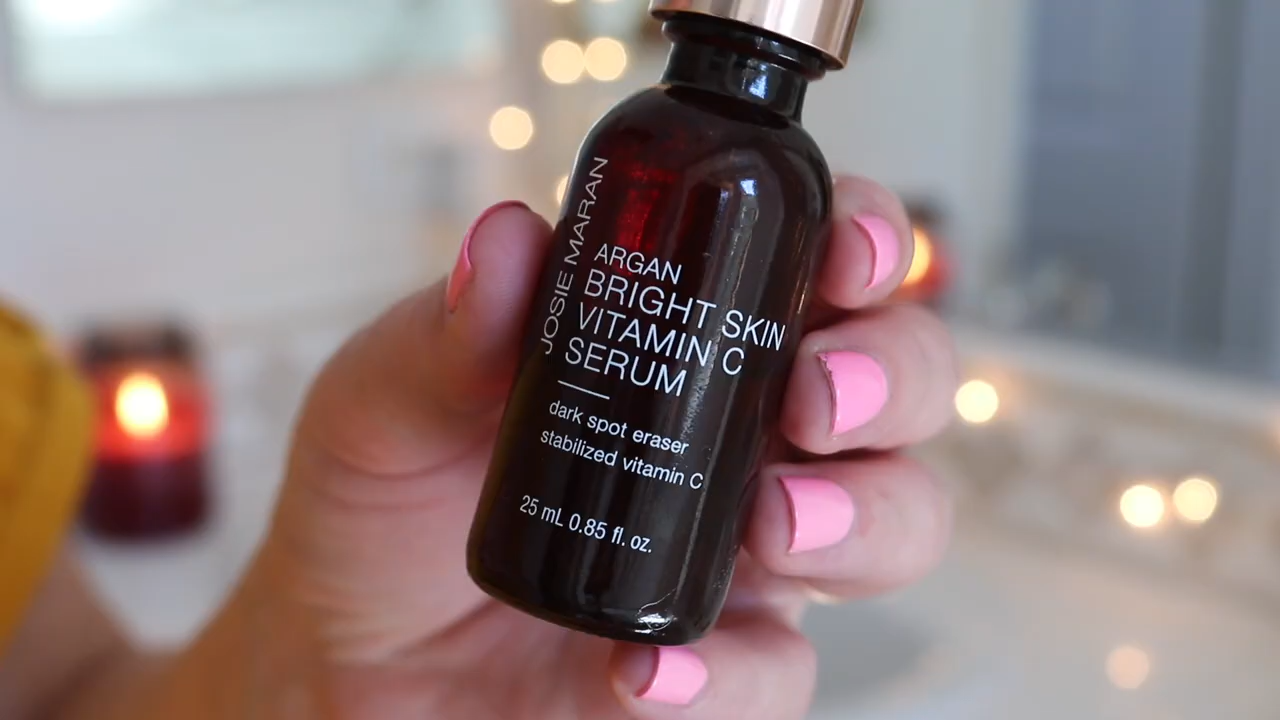 JOSIE MARAN
ARGAN
BRIGHT SKIN
VITAMIN C
SERUM
dark spot eraser
stabilized vitamin C
25 mL 0.85 fl. oz.